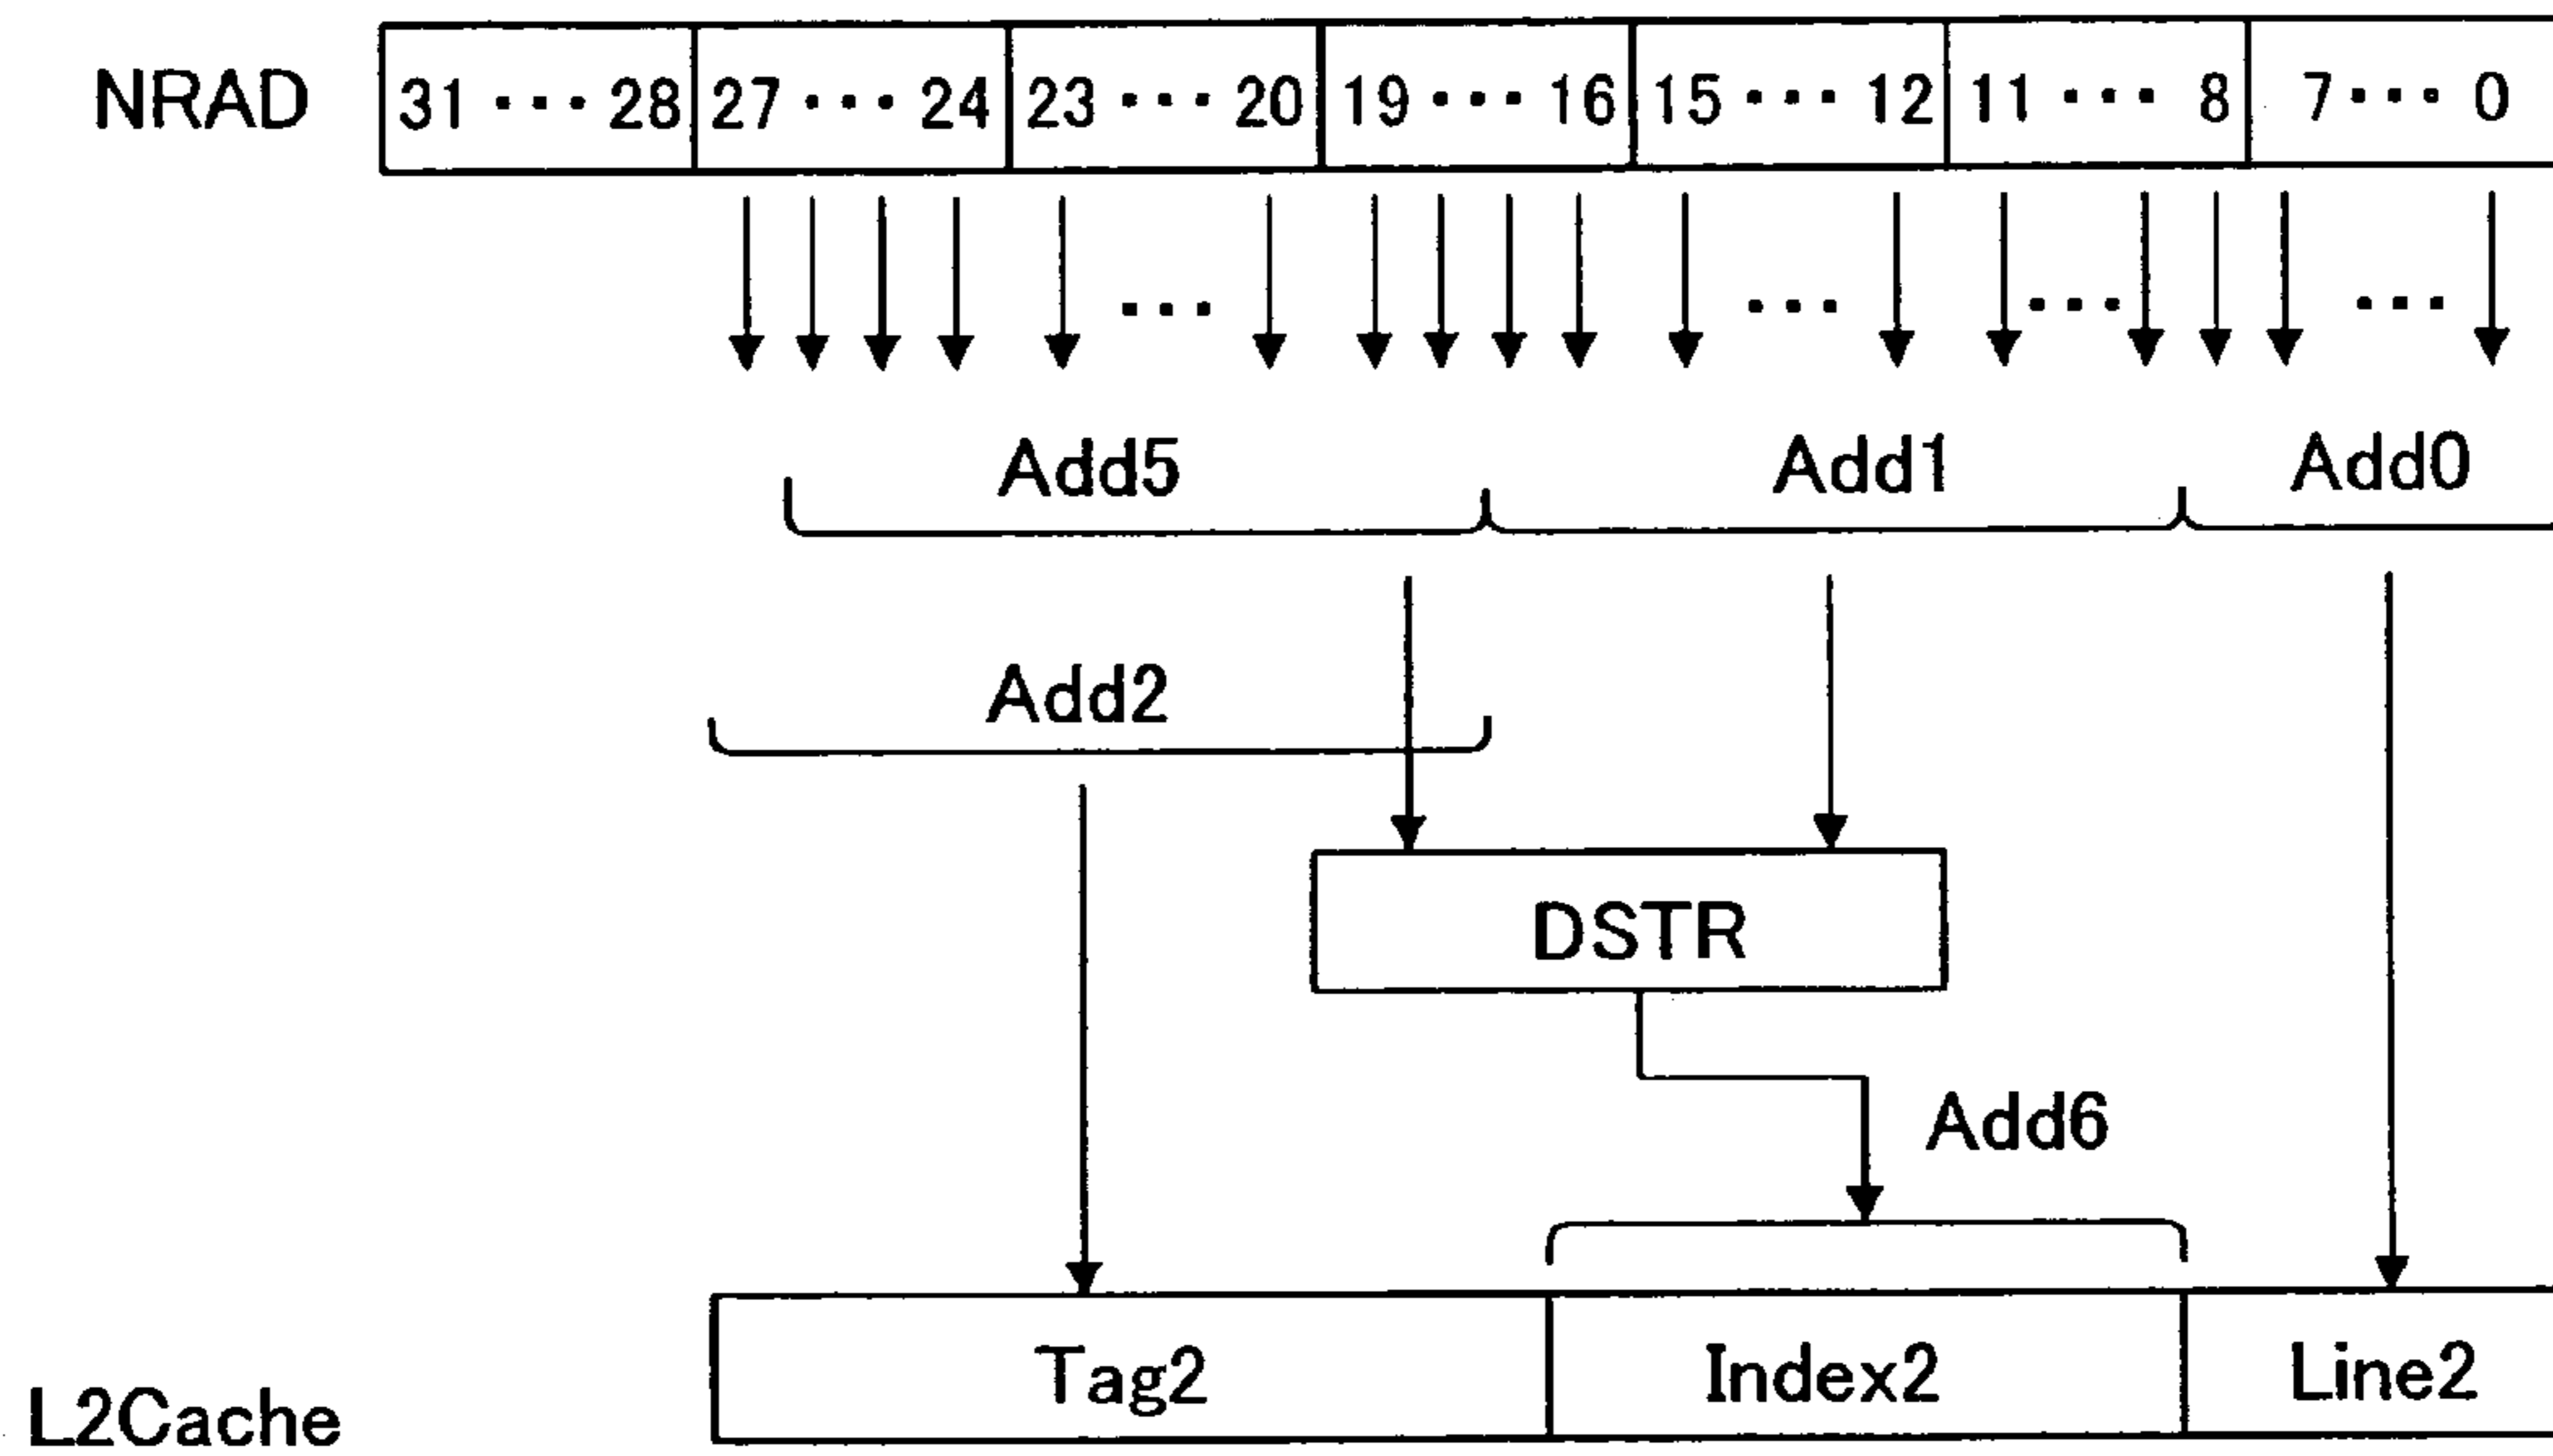 NRAD 31 ··· 28 27 ··· 24 23 ··· 20 19 ··· 16 15 ··· 12 11 ··· 8 7 ··· 0
··· ··· ··· ···
Add5 Add1 Add0
Add2
DSTR
Add6
Tag2 Index2 Line2
L2Cache